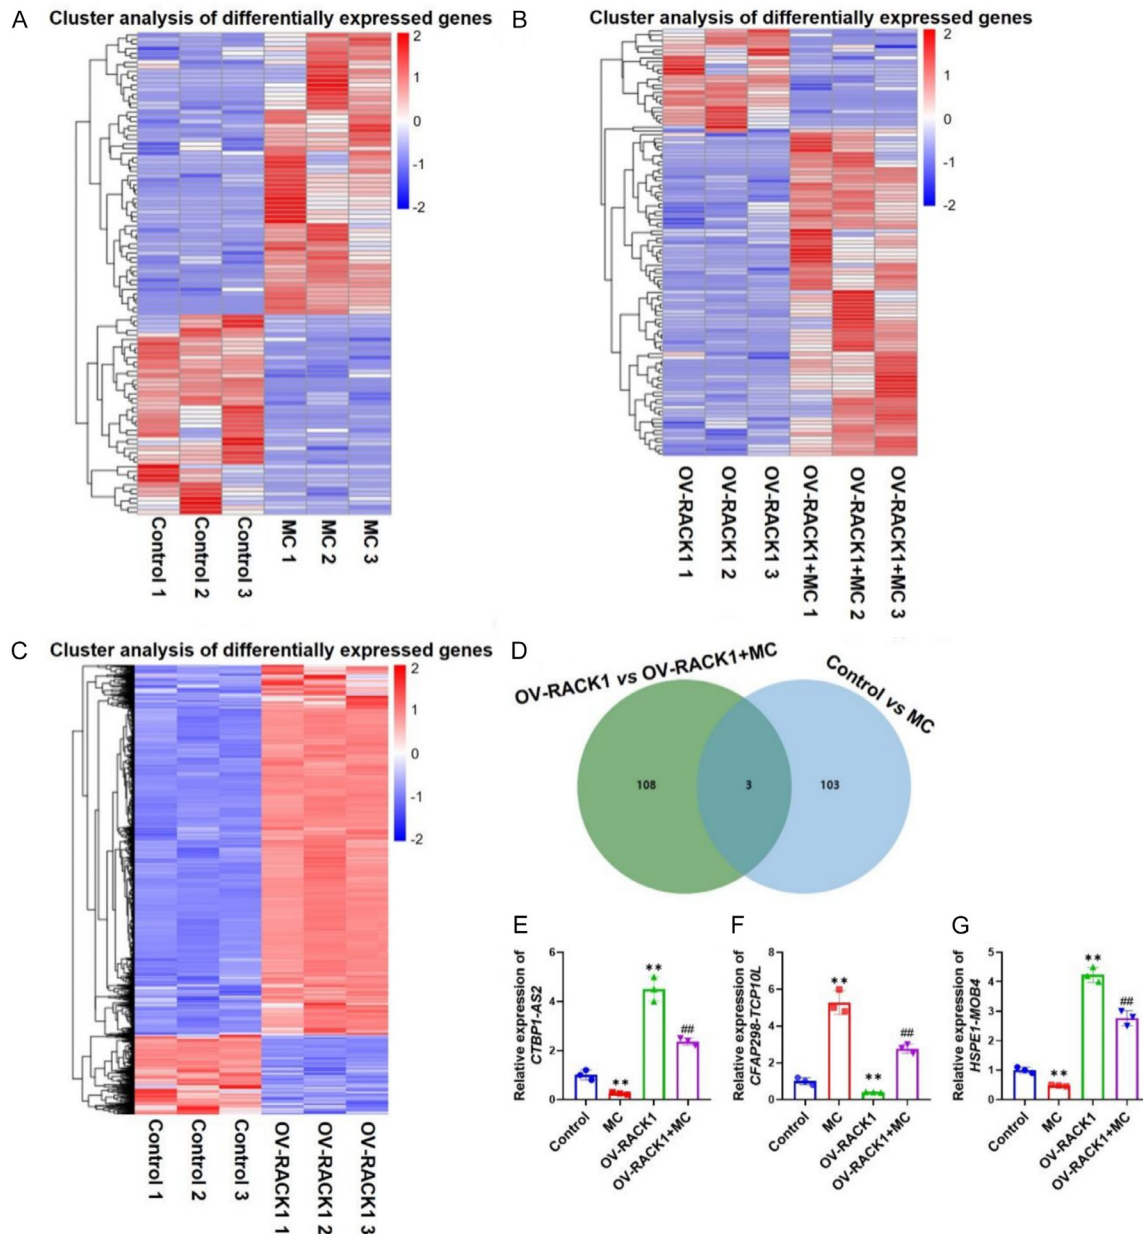 A
Cluster analysis of differentially expressed genes
2
1
0
-1
-2
Control 1
Control 2
Control 3
MC 1
MC 2
MC 3
B
Cluster analysis of differentially expressed genes
2
1
0
-1
-2
OV-RACK1 1
OV-RACK1 2
OV-RACK1 3
OV-RACK1+MC 1
OV-RACK1+MC 2
OV-RACK1+MC 3
C
Cluster analysis of differentially expressed genes
2
1
0
-1
-2
Control 1
Control 2
Control 3
OV-RACK1 1
OV-RACK1 2
OV-RACK1 3
D
OV-RACK1 vs OV-RACK1+MC
Control vs MC
108
3
103
E
Relative expression of
CTBP1-AS2
6
4
2
0
**
**
##
Control
MC
OV-RACK1
OV-RACK1+MC
F
Relative expression of
CFAP298-TCP10L
8
6
4
2
0
**
**
##
Control
MC
OV-RACK1
OV-RACK1+MC
G
Relative expression of
HSPE1-MOB4
5
4
3
2
1
0
**
**
##
Control
MC
OV-RACK1
OV-RACK1+MC